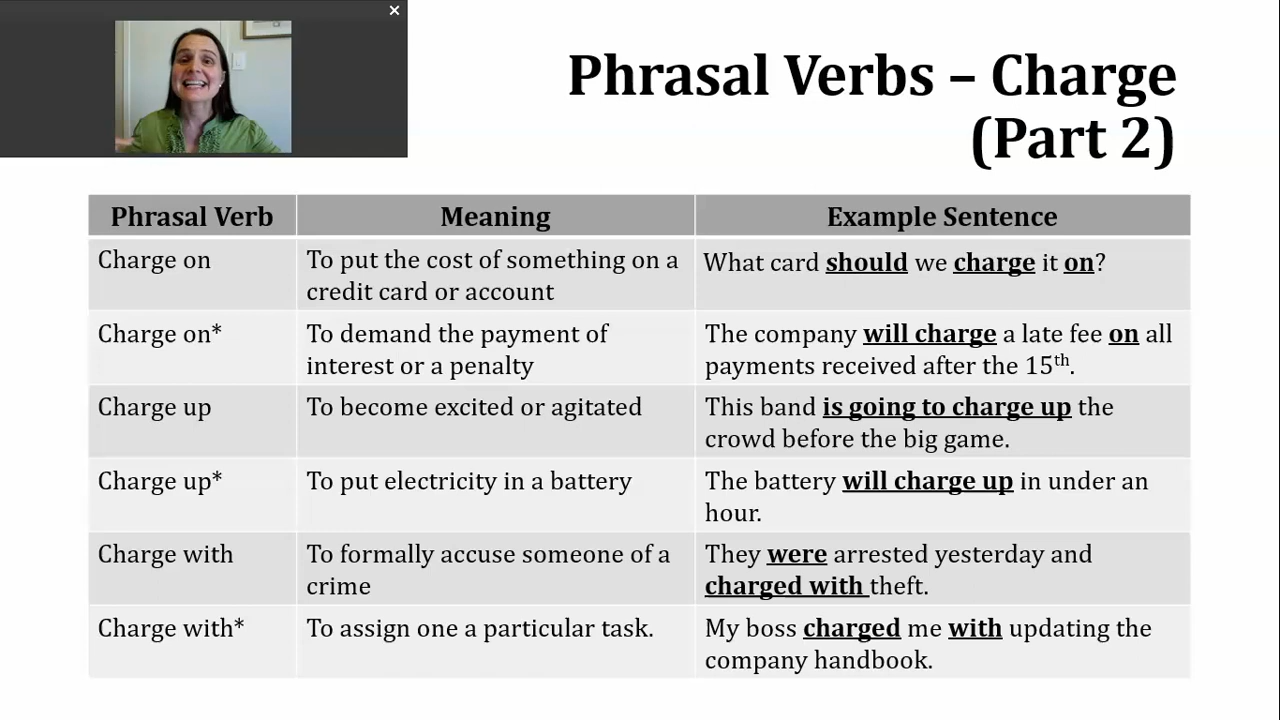 Phrasal Verbs – Charge
(Part 2)
Phrasal Verb Meaning Example Sentence
Charge on
To put the cost of something on a
credit card or account
What card should we charge it on?
Charge on*
To demand the payment of
interest or a penalty
The company will charge a late fee on all
payments received after the 15th.
Charge up
To become excited or agitated
This band is going to charge up the
crowd before the big game.
Charge up*
To put electricity in a battery
The battery will charge up in under an
hour.
Charge with
To formally accuse someone of a
crime
They were arrested yesterday and
charged with theft.
Charge with*
To assign one a particular task.
My boss charged me with updating the
company handbook.